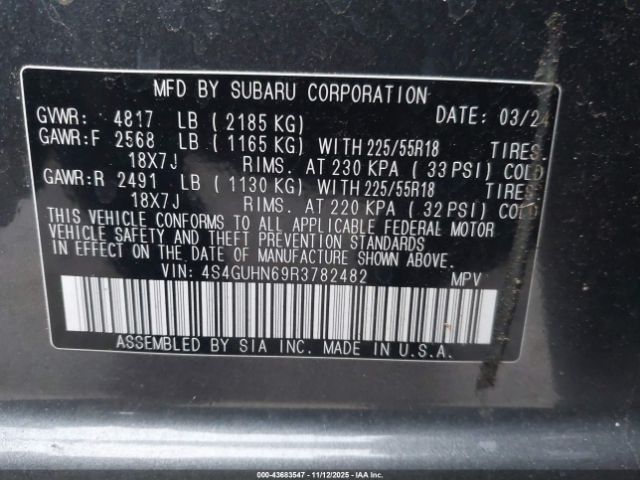 MFD BY SUBARU CORPORATION
GVWR: 4817 LB (2185 KG) DATE: 03/24
GAWR:F 2568 LB (1165 KG) WITH 225/55R18 TIRES.
18X7J RIMS. AT 230 KPA (33 PSI) COLD
GAWR:R 2491 LB (1130 KG) WITH 225/55R18 TIRES
18X7J RIMS. AT 220 KPA (32 PSI) COLD
THIS VEHICLE CONFORMS TO ALL APPLICABLE FEDERAL MOTOR
VEHICLE SAFETY AND THEFT PREVENTION STANDARDS
IN EFFECT ON THE DATE OF MANUFACTURE SHOWN ABOVE.
VIN: 4S4GUHN69R3782482 MPV
ASSEMBLED BY SIA INC. MADE IN U.S.A.
000-43683547 - 11/12/2025 - IAA Inc.